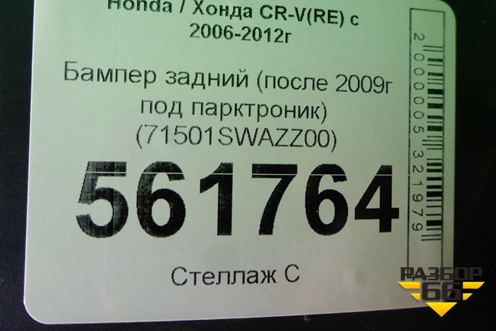 Honda / Хонда CR-V(RE) с
2006-2012г
Бампер задний (после 2009г
под парктроник)
(71501SWAZZ00)
561764
Стеллаж С
2000005321979
РАЗБОР
66